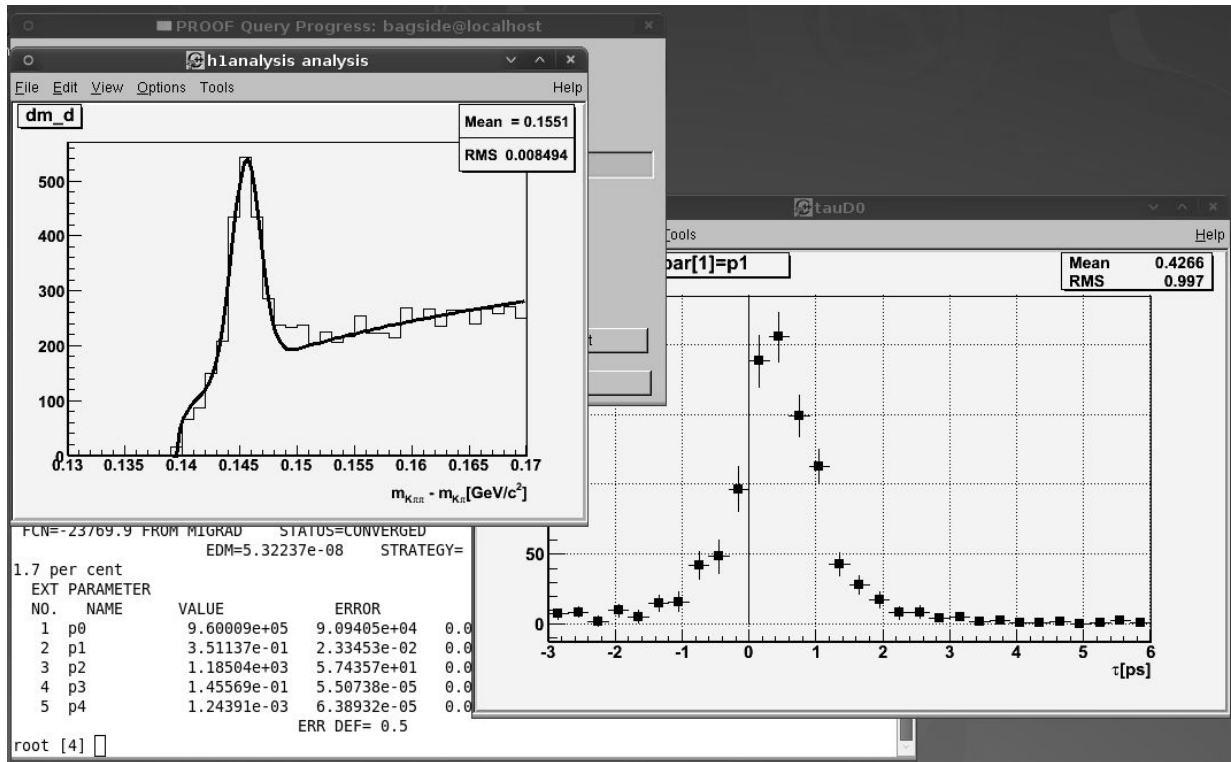 PROOF Query Progress: bagside@localhost
h1analysis analysis
File Edit View Options Tools Help
dm_d
Mean = 0.1551
RMS 0.008494
500
400
300
200
100
0
0.13 0.135 0.14 0.145 0.15 0.155 0.16 0.165 0.17
mKππ - mKπ[GeV/c²]
tauD0
Tools Help
par[1]=p1
Mean 0.4266
RMS 0.997
50
0
-3 -2 -1 0 1 2 3 4 5 6
τ[ps]
FCN=-23769.9 FROM MIGRAD STATUS=CONVERGED
EDM=5.32237e-08 STRATEGY=
1.7 per cent
EXT PARAMETER
NO. NAME VALUE ERROR
1 p0 9.60009e+05 9.09405e+04 0.0
2 p1 3.51137e-01 2.33453e-02 0.0
3 p2 1.18504e+03 5.74357e+01 0.0
4 p3 1.45569e-01 5.50738e-05 0.0
5 p4 1.24391e-03 6.38932e-05 0.0
ERR DEF= 0.5
root [4]